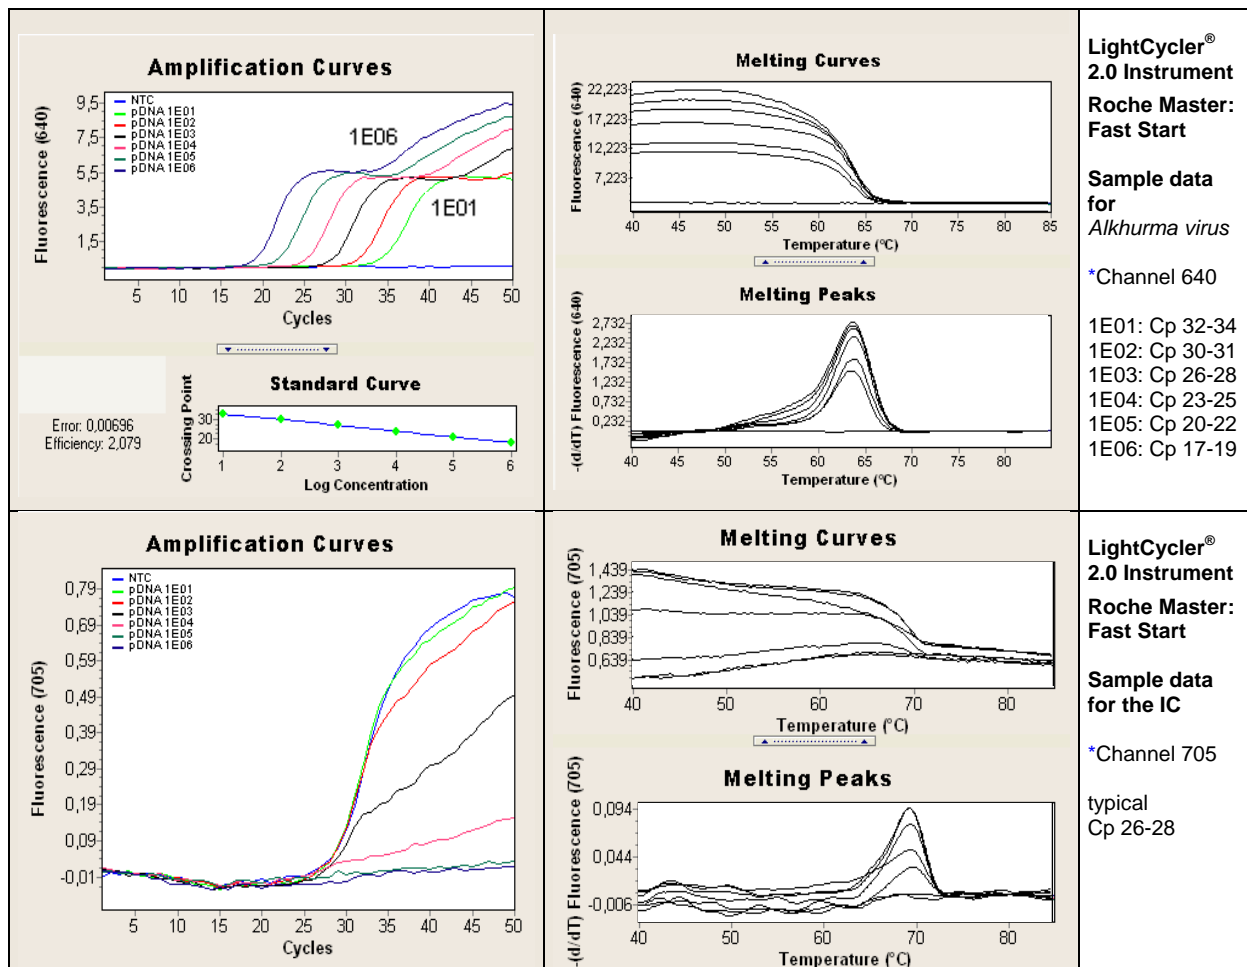 Amplification Curves
Fluorescence (640)
9,5
7,5
5,5
3,5
1,5
NTC
pDNA 1E01
pDNA 1E02
pDNA 1E03
pDNA 1E04
pDNA 1E05
pDNA 1E06
1E06
1E01
5 10 15 20 25 30 35 40 45 50
Cycles
Error: 0,00696
Efficiency: 2,079
Standard Curve
Crossing Point
30
20
1 2 3 4 5 6
Log Concentration
Melting Curves
Fluorescence (640)
22,223
17,223
12,223
7,223
40 45 50 55 60 65 70 75 80 85
Temperature (°C)
Melting Peaks
-(d/dT) Fluorescence (640)
2,732
2,232
1,732
1,232
0,732
0,232
40 45 50 55 60 65 70 75 80
Temperature (°C)
LightCycler®
2.0 Instrument
Roche Master:
Fast Start
Sample data
for
Alkhurma virus
*Channel 640
1E01: Cp 32-34
1E02: Cp 30-31
1E03: Cp 26-28
1E04: Cp 23-25
1E05: Cp 20-22
1E06: Cp 17-19
Amplification Curves
Fluorescence (705)
0,79
0,69
0,59
0,49
0,39
0,29
0,19
0,09
-0,01
NTC
pDNA 1E01
pDNA 1E02
pDNA 1E03
pDNA 1E04
pDNA 1E05
pDNA 1E06
5 10 15 20 25 30 35 40 45 50
Cycles
Melting Curves
Fluorescence (705)
1,439
1,239
1,039
0,839
0,639
40 50 60 70 80
Temperature (°C)
Melting Peaks
-(d/dT) Fluorescence (705)
0,094
0,044
-0,006
40 50 60 70 80
Temperature (°C)
LightCycler®
2.0 Instrument
Roche Master:
Fast Start
Sample data
for the IC
*Channel 705
typical
Cp 26-28